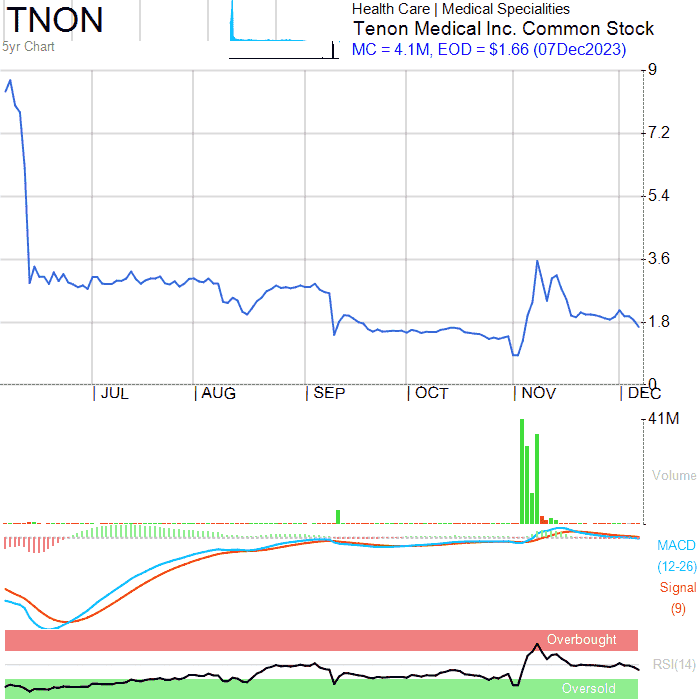 TNON
5yr Chart
Health Care | Medical Specialities
Tenon Medical Inc. Common Stock
MC = 4.1M, EOD = $1.66 (07Dec2023)
9
7.2
5.4
3.6
1.8
0
JUL AUG SEP OCT NOV DEC
41M
Volume
MACD
(12-26)
Signal
(9)
Overbought
RSI(14)
Oversold